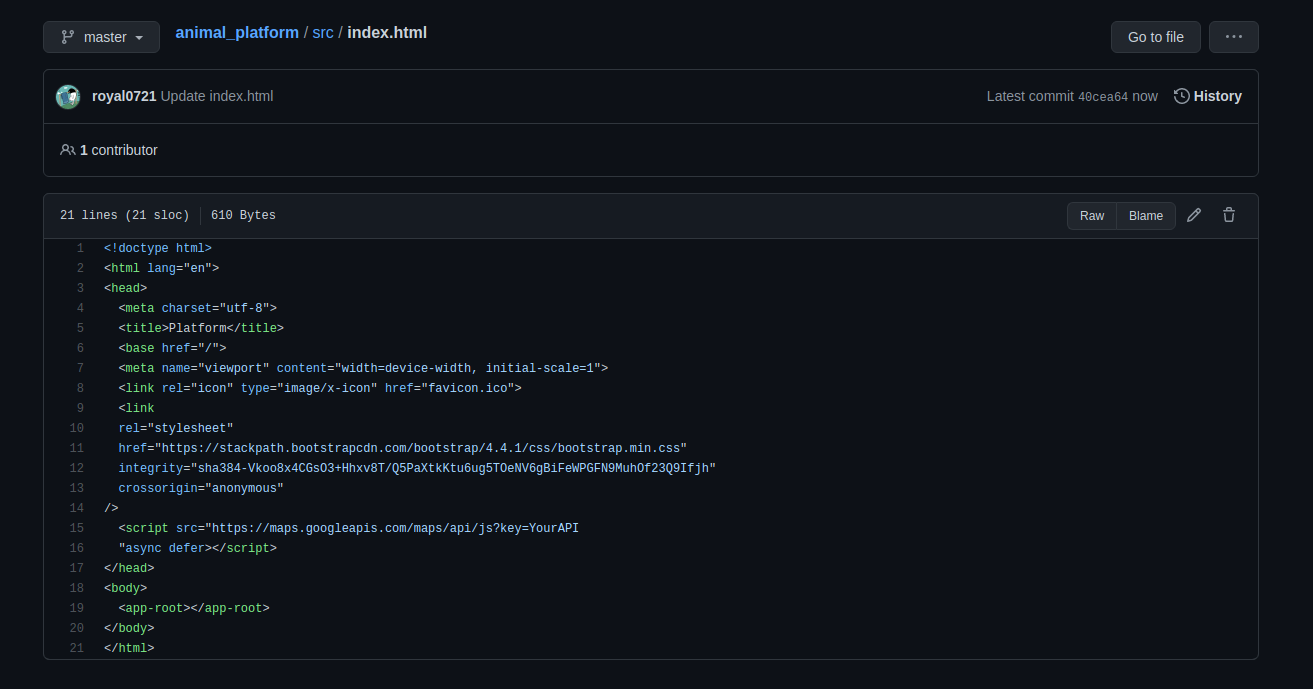 master animal_platform / src / index.html Go to file ...
royal0721 Update index.html Latest commit 40cea64 now History
1 contributor
21 lines (21 sloc) 610 Bytes Raw Blame
1 <!doctype html>
2 <html lang="en">
3 <head>
4 <meta charset="utf-8">
5 <title>Platform</title>
6 <base href="/">
7 <meta name="viewport" content="width=device-width, initial-scale=1">
8 <link rel="icon" type="image/x-icon" href="favicon.ico">
9 <link
10 rel="stylesheet"
11 href="https://stackpath.bootstrapcdn.com/bootstrap/4.4.1/css/bootstrap.min.css"
12 integrity="sha384-Vkoo8x4CGsO3+Hhxv8T/Q5PaXtkKtu6ug5TOeNV6gBiFeWPGFN9MuhOf23Q9Ifjh"
13 crossorigin="anonymous"
14 />
15 <script src="https://maps.googleapis.com/maps/api/js?key=YourAPI
16 "async defer></script>
17 </head>
18 <body>
19 <app-root></app-root>
20 </body>
21 </html>